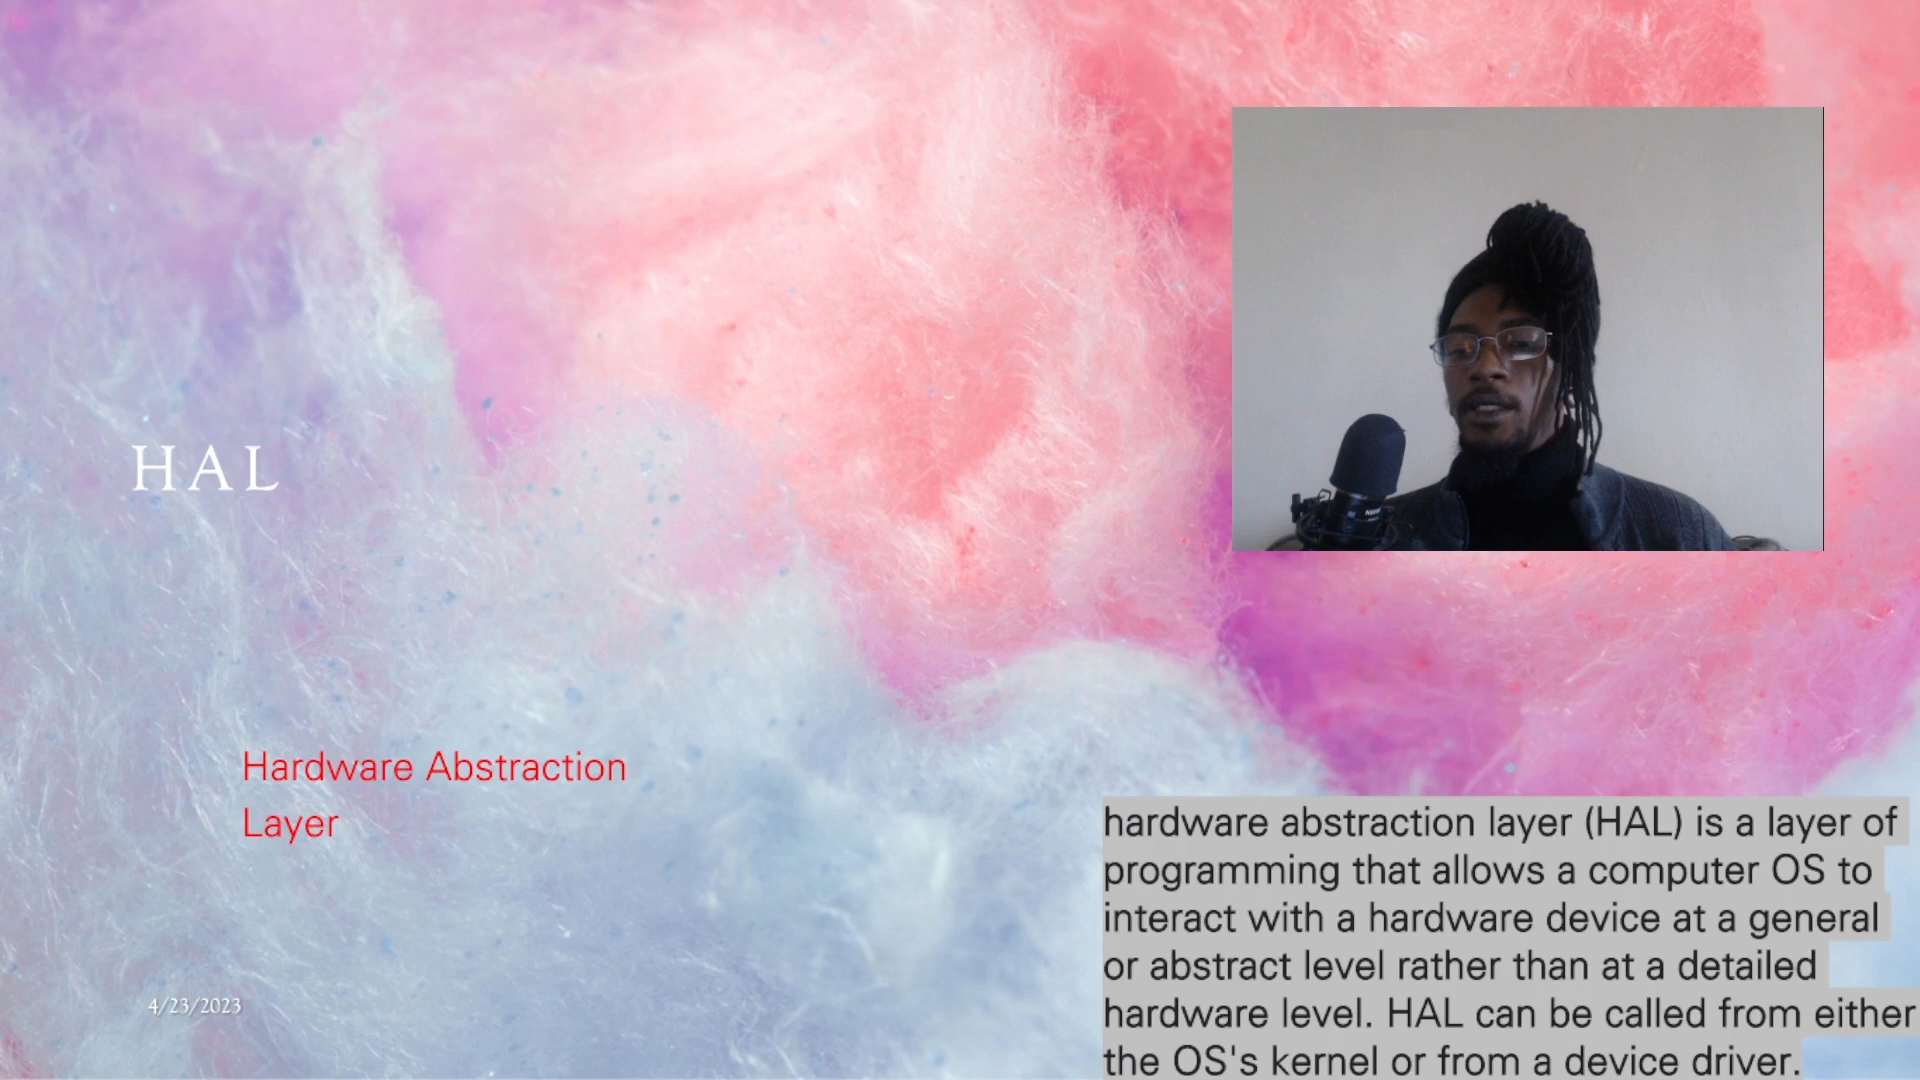 HAL
Hardware Abstraction
Layer
4/23/2023
hardware abstraction layer (HAL) is a layer of
programming that allows a computer OS to
interact with a hardware device at a general
or abstract level rather than at a detailed
hardware level. HAL can be called from either
the OS's kernel or from a device driver.